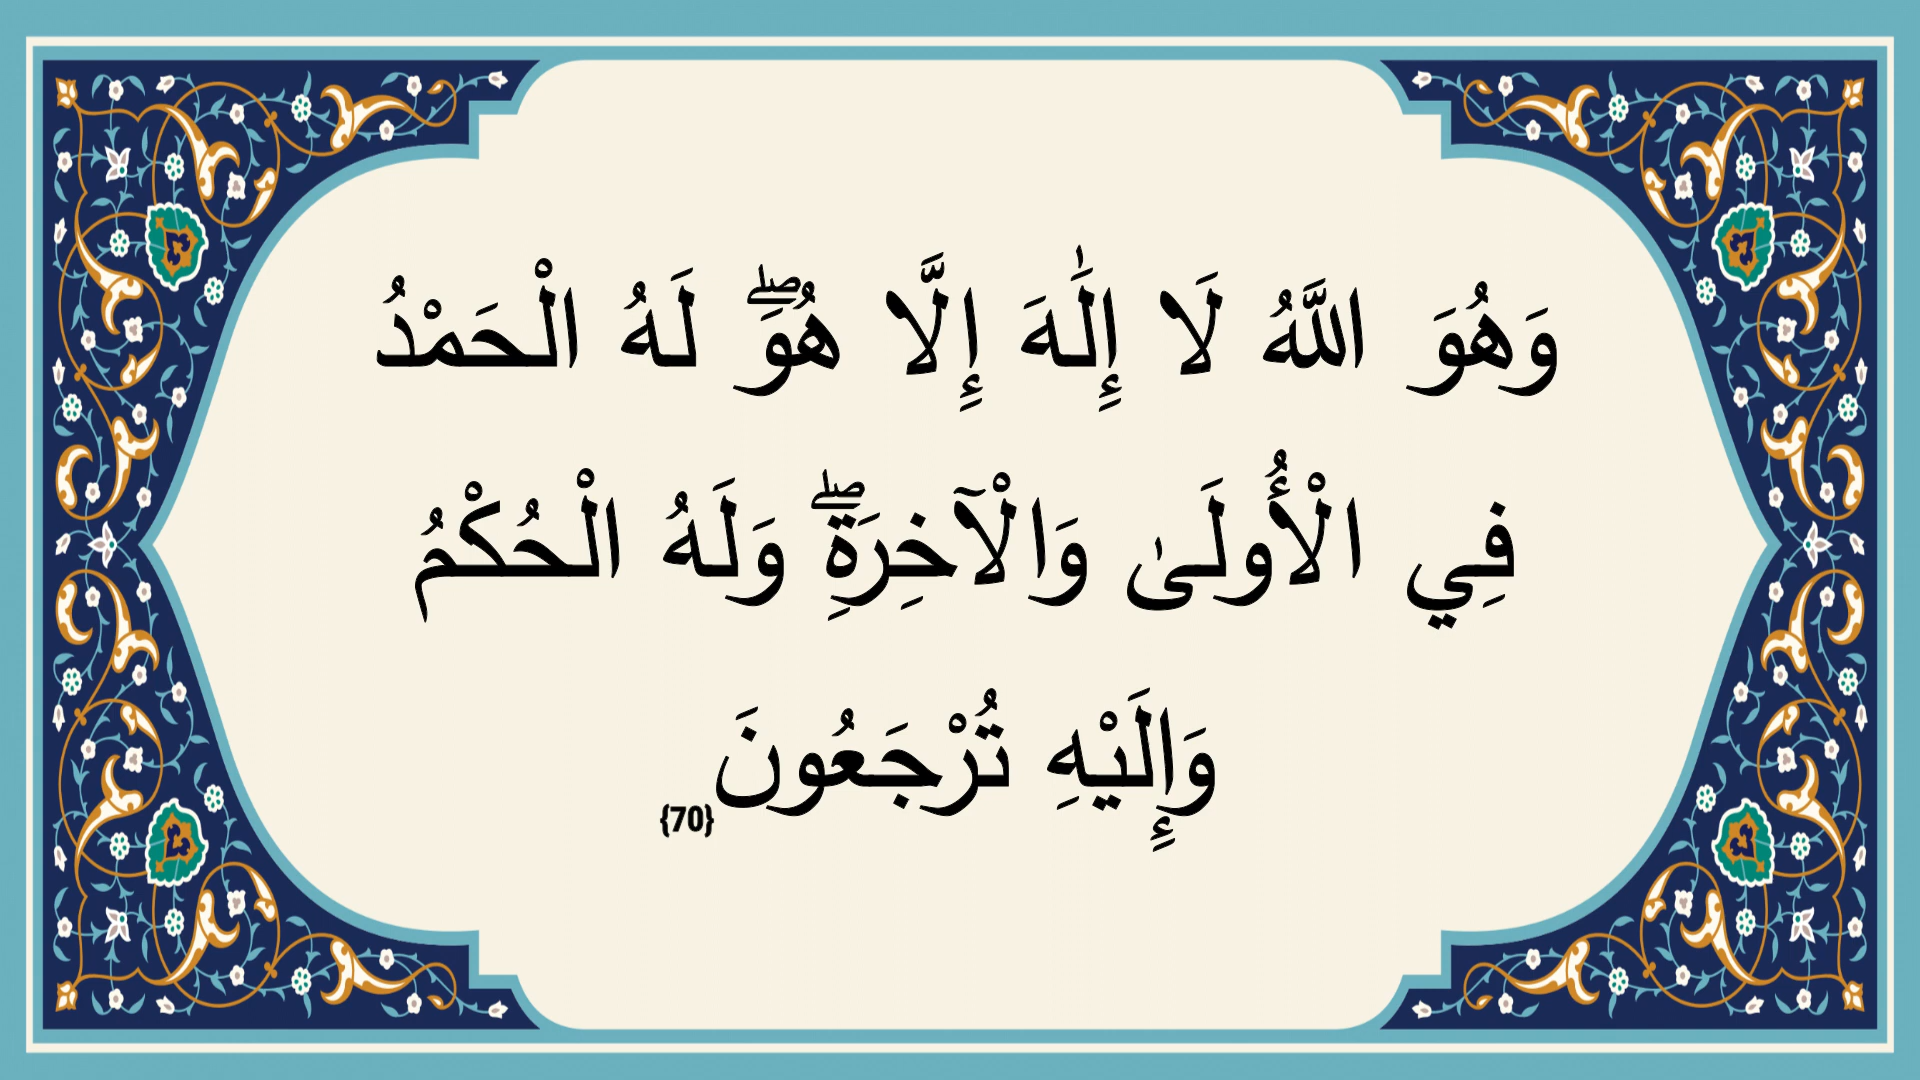 وَهُوَ اللَّهُ لَا إِلَٰهَ إِلَّا هُوَ ۖ لَهُ الْحَمْدُ
فِي الْأُولَىٰ وَالْآخِرَةِ ۖ وَلَهُ الْحُكْمُ
وَإِلَيْهِ تُرْجَعُونَ {70}